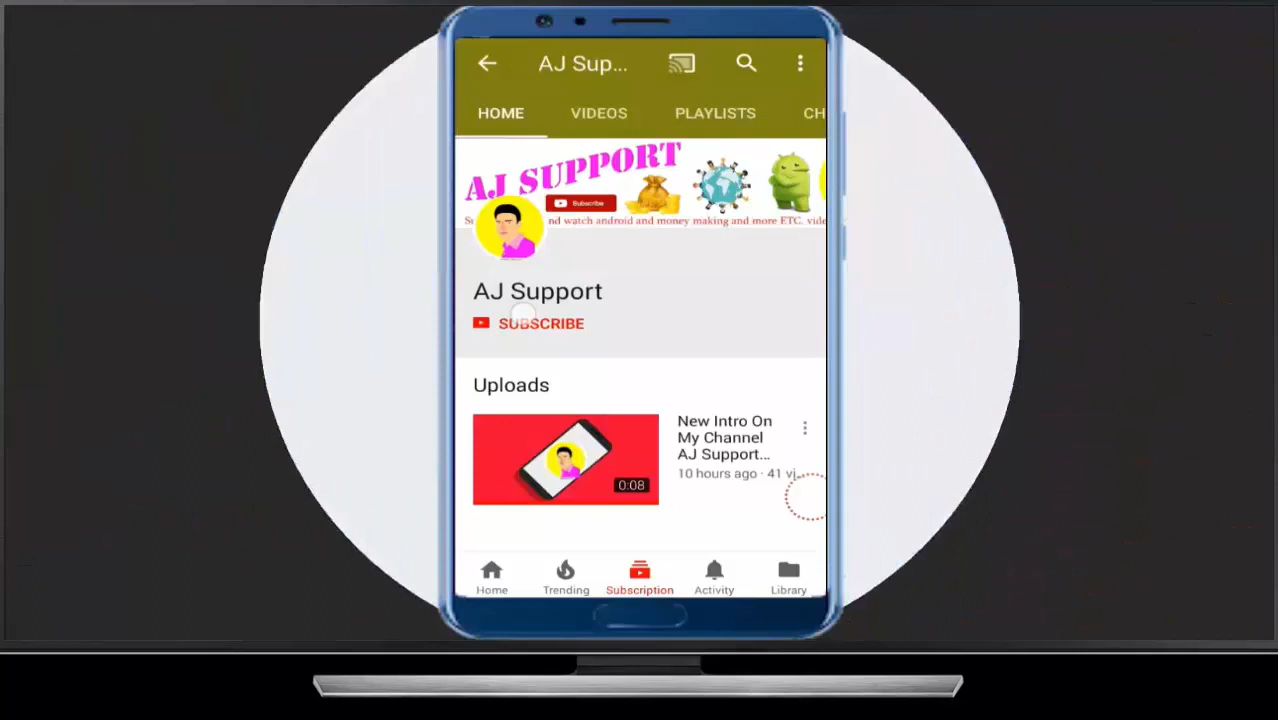 AJ Sup...
HOME VIDEOS PLAYLISTS CH
AJ SUPPORT
Subscribe
nd watch android and money making and more ETC. vide
AJ Support
SUBSCRIBE
Uploads
New Intro On
My Channel
AJ Support...
10 hours ago · 41 vi...
0:08
Home Trending Subscription Activity Library